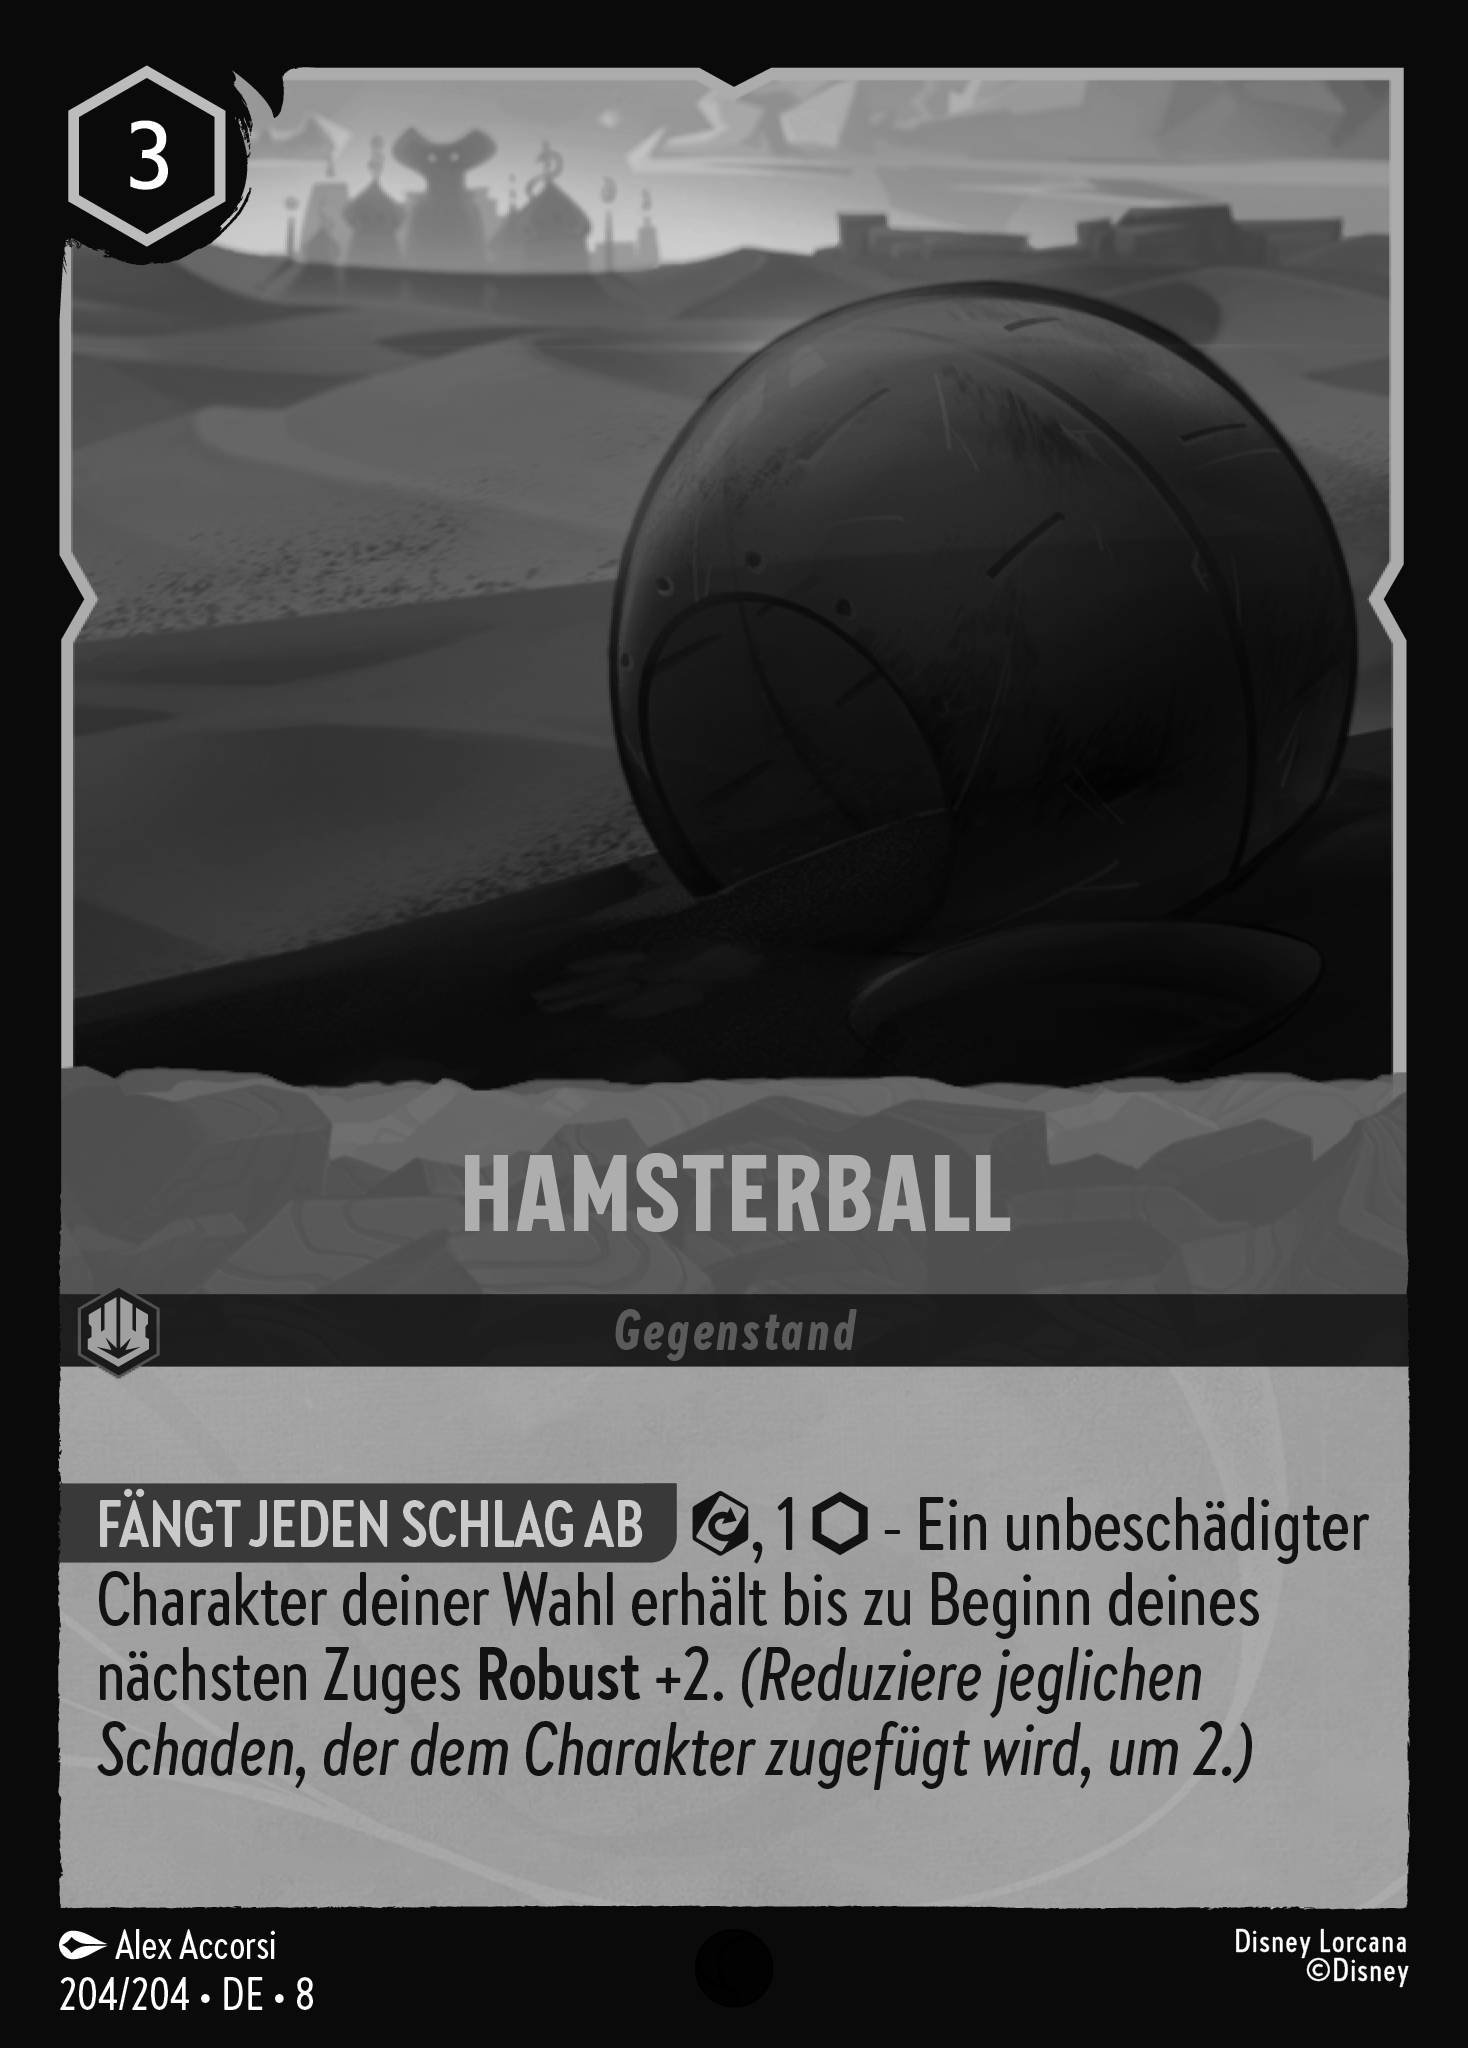 3
HAMSTERBALL
Gegenstand
FÄNGT JEDEN SCHLAG AB , 1 - Ein unbeschädigter
Charakter deiner Wahl erhält bis zu Beginn deines
nächsten Zuges Robust +2. (Reduziere jeglichen
Schaden, der dem Charakter zugefügt wird, um 2.)
Alex Accorsi
204/204 • DE • 8
Disney Lorcana
©Disney